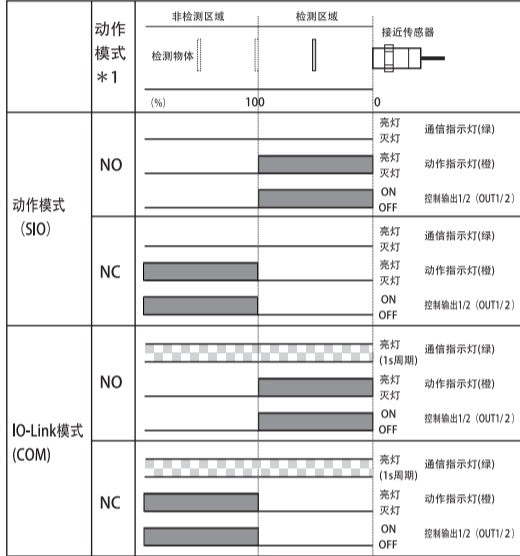 动作
模式
*1
非检测区域
检测区域
检测物体
接近传感器
(%)
100
0
动作模式
(SIO)
NO
亮灯
灭灯
通信指示灯(绿)
亮灯
灭灯
动作指示灯(橙)
ON
OFF
控制输出1/2（OUT1/2）
NC
亮灯
灭灯
通信指示灯(绿)
亮灯
灭灯
动作指示灯(橙)
ON
OFF
控制输出1/2（OUT1/2）
IO-Link模式
(COM)
NO
亮灯
(1s周期)
通信指示灯(绿)
亮灯
灭灯
动作指示灯(橙)
ON
OFF
控制输出1/2（OUT1/2）
NC
亮灯
(1s周期)
通信指示灯(绿)
亮灯
灭灯
动作指示灯(橙)
ON
OFF
控制输出1/2（OUT1/2）